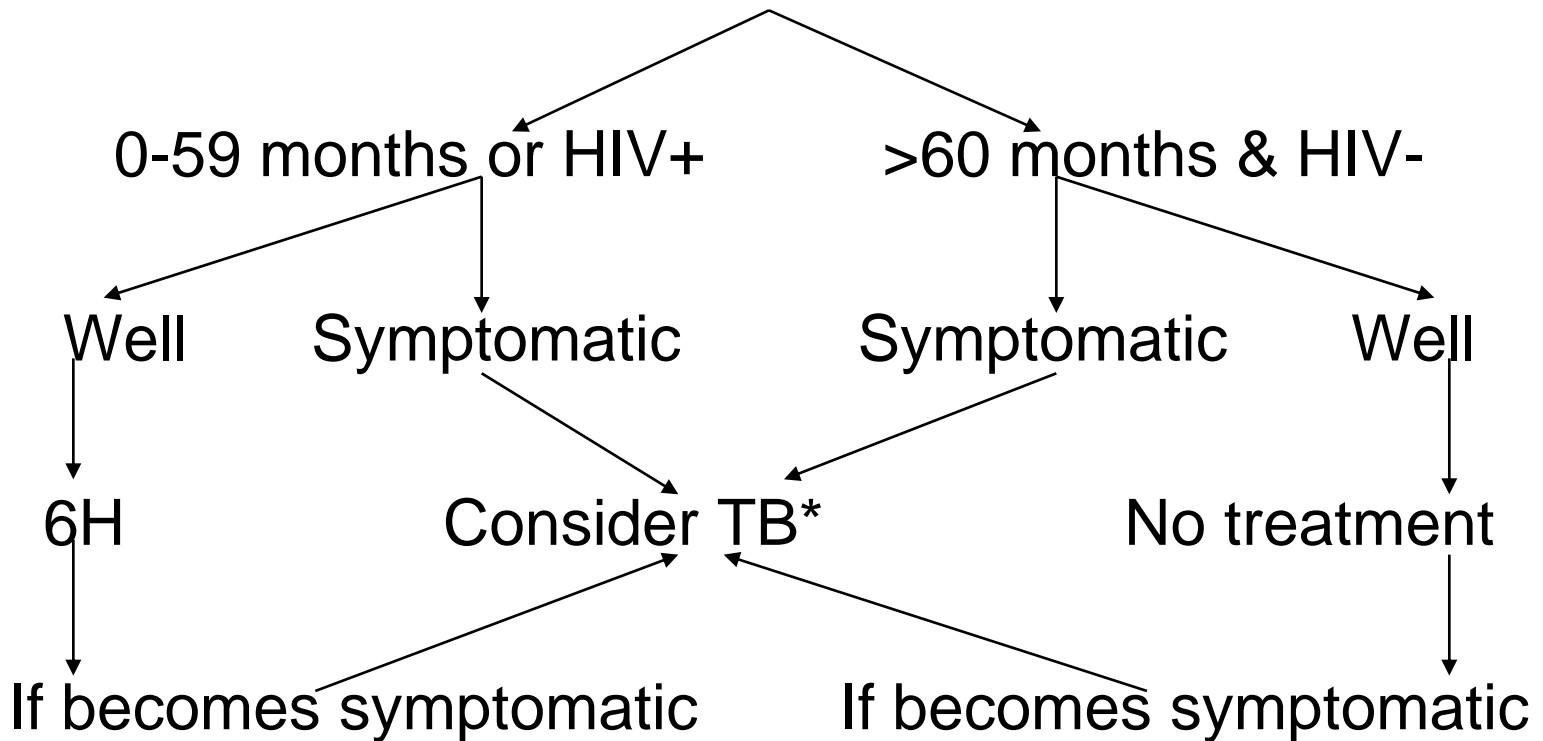 0-59 months or HIV+ >60 months & HIV-
Well Symptomatic Symptomatic Well
6H Consider TB* No treatment
If becomes symptomatic If becomes symptomatic